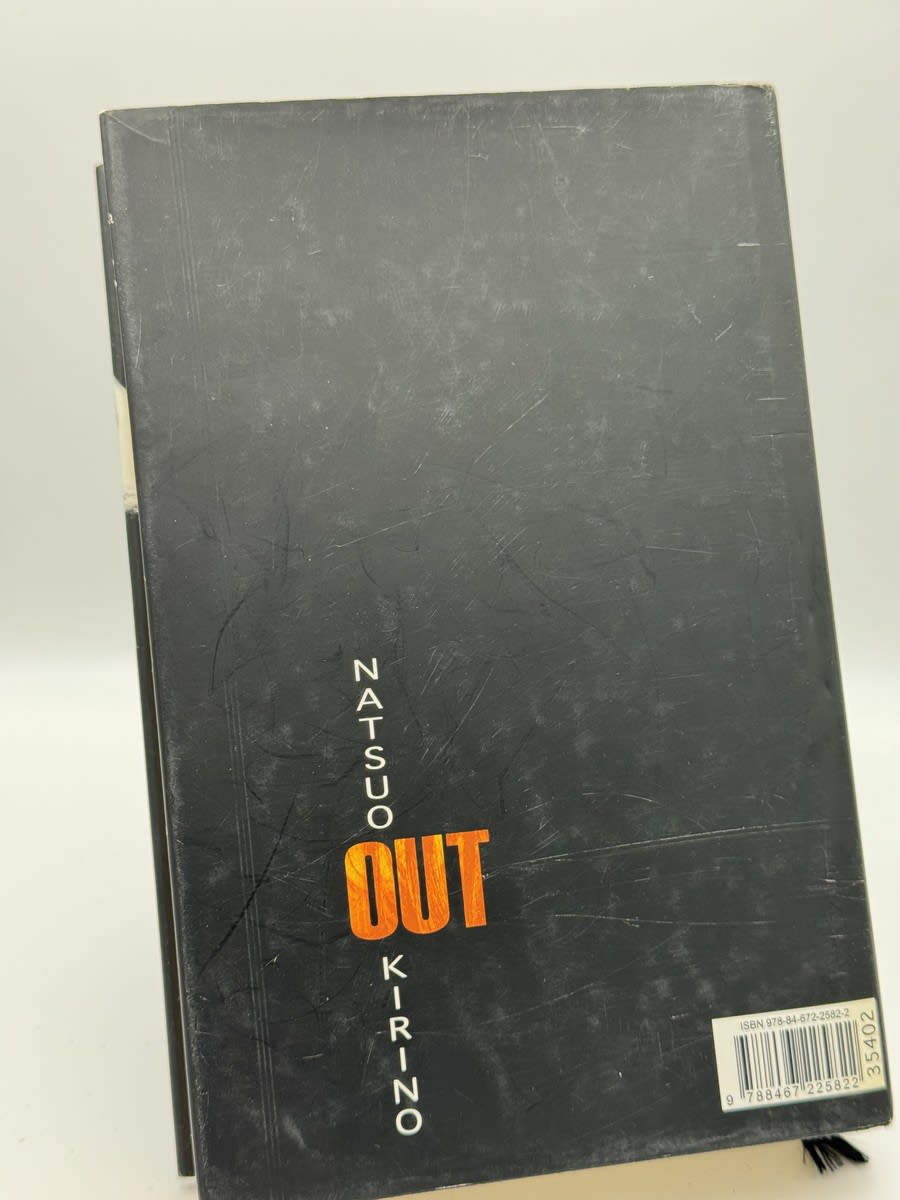 NATSUO
OUT
KIRINO
ISBN 978-84-672-2582-2
9 788467 225822
35402